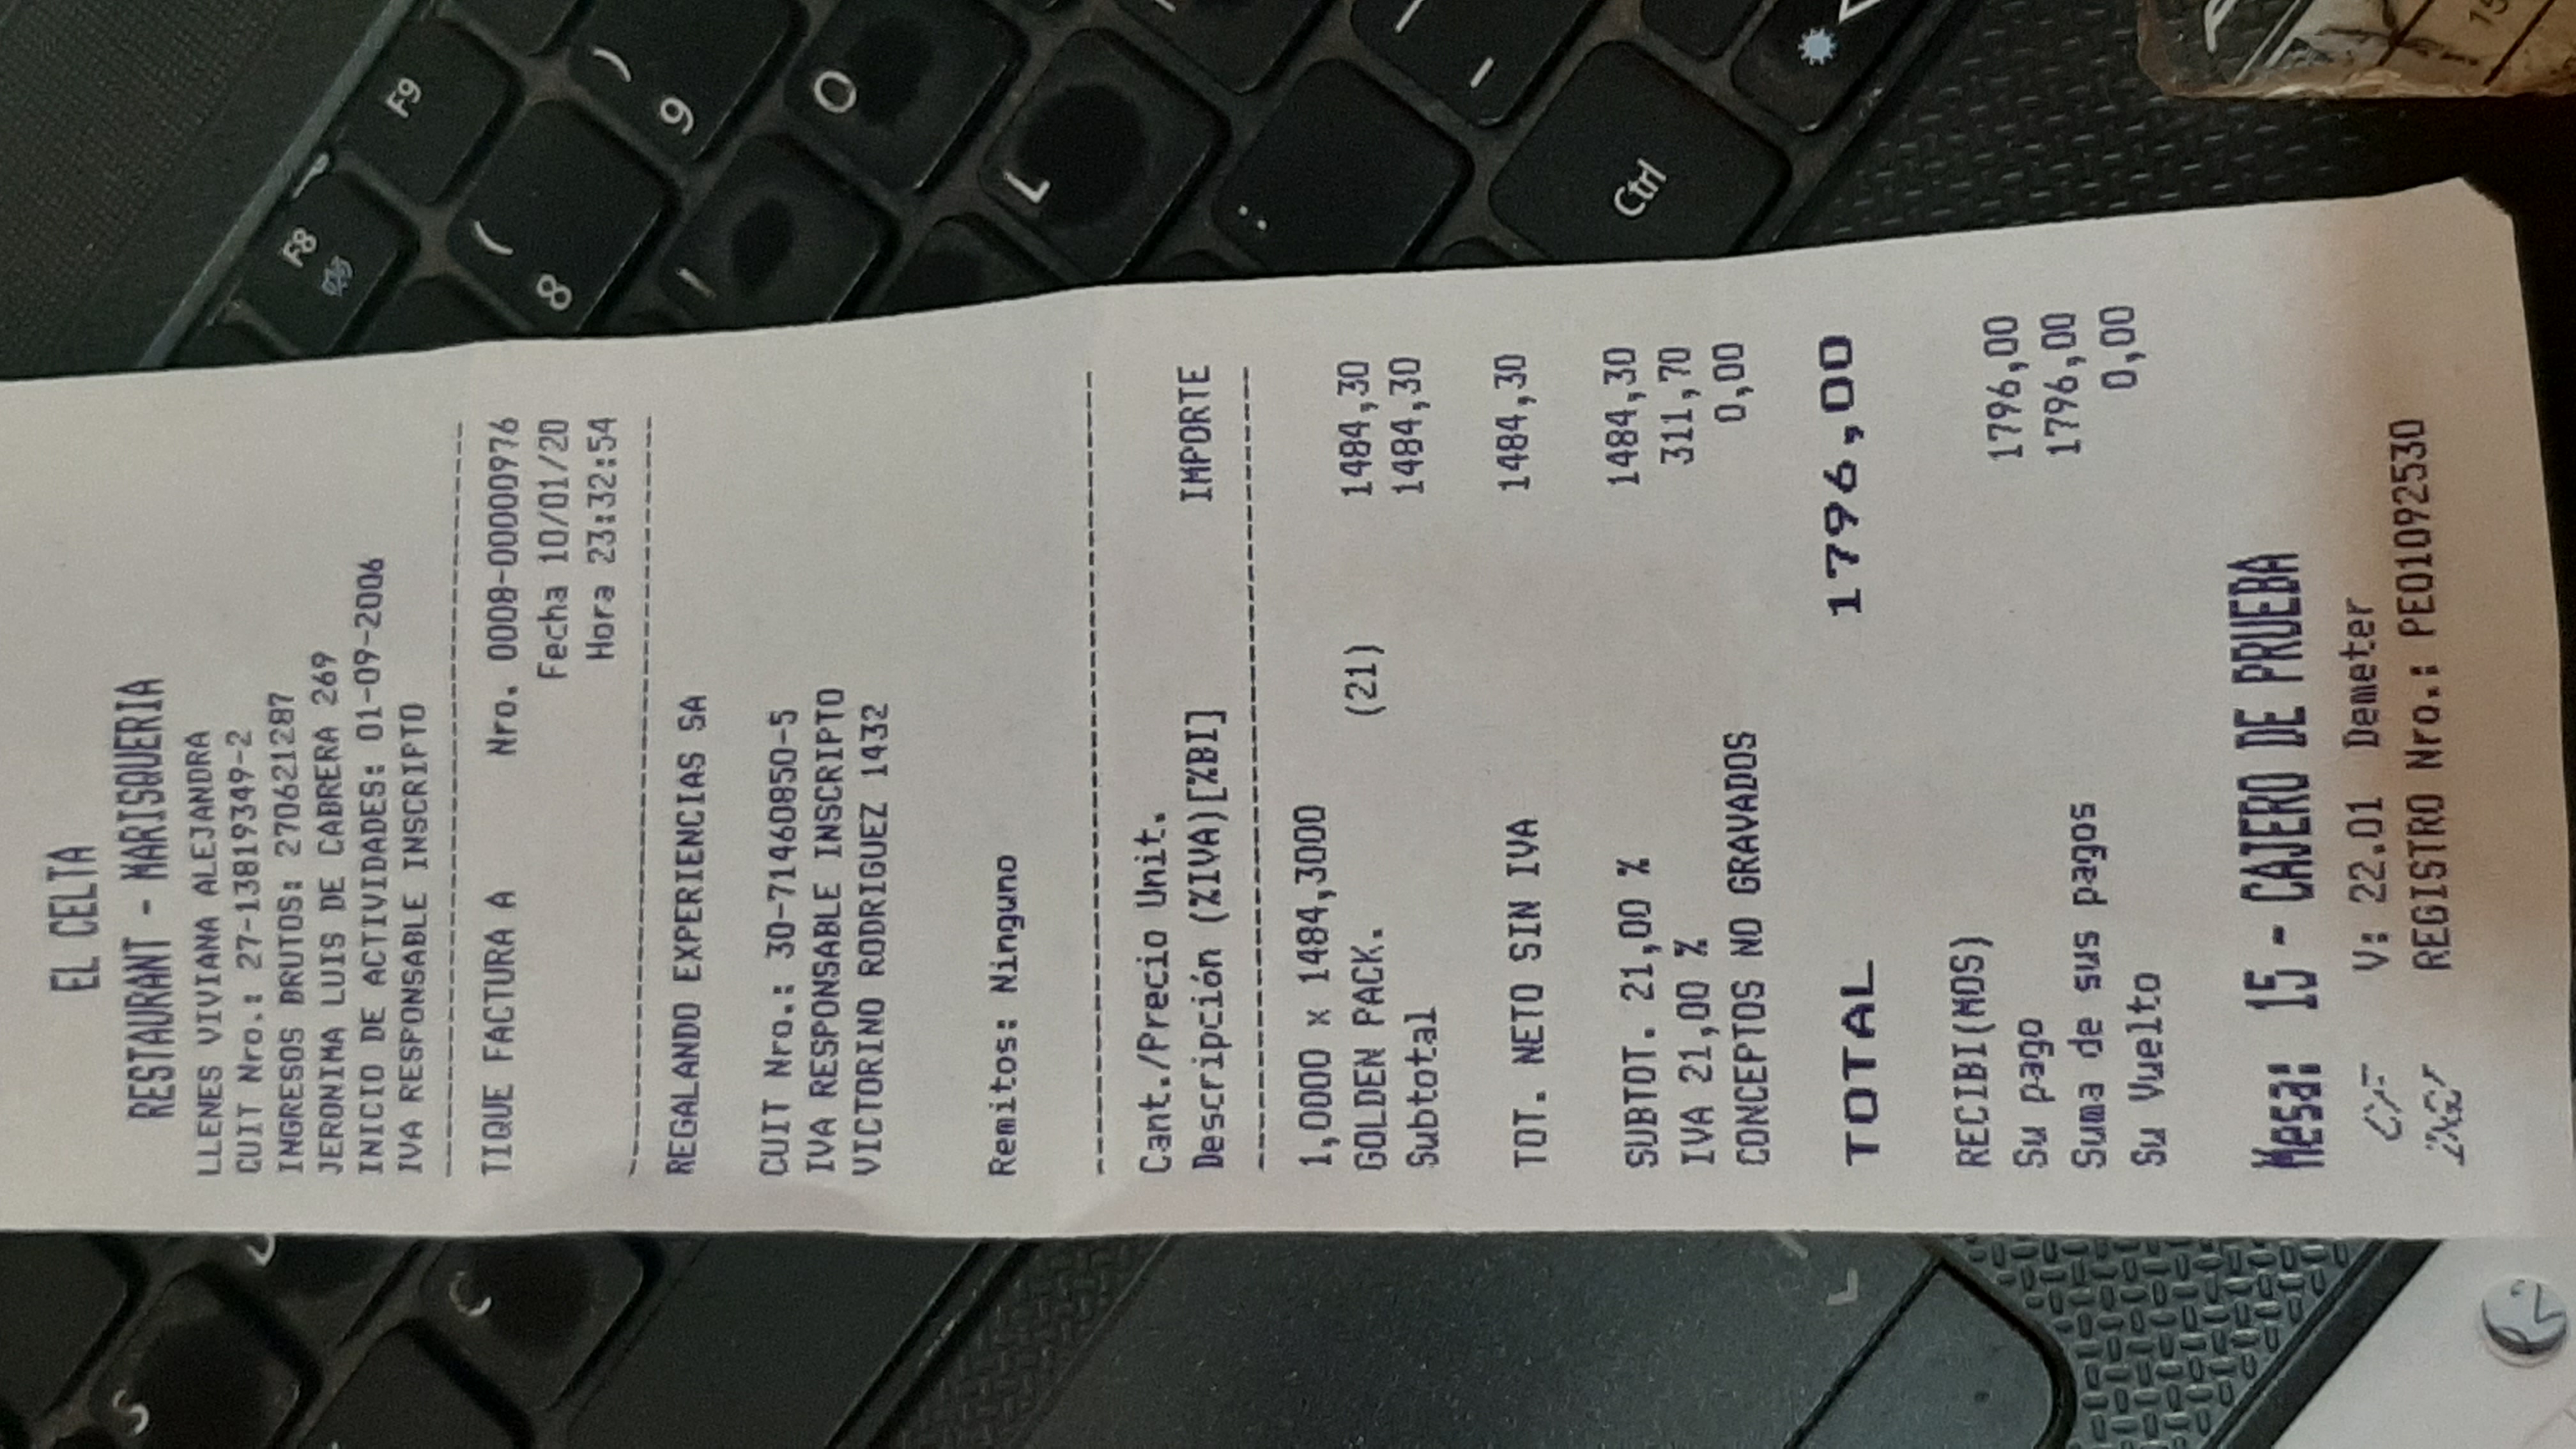 EL CELTA
RESTAURANT - MARISQUERIA
LLENES VIVIANA ALEJANDRA
CUIT Nro.: 27-13819349-2
INGRESOS BRUTOS: 270621287
JERONIMA LUIS DE CABRERA 269
INICIO DE ACTIVIDADES: 01-09-2006
IVA RESPONSABLE INSCRIPTO
TIQUE FACTURA A Nro. 0008-00000976
Fecha 10/01/20
Hora 23:32:54
REGALANDO EXPERIENCIAS SA
CUIT Nro.: 30-71460850-5
IVA RESPONSABLE INSCRIPTO
VICTORINO RODRIGUEZ 1432
Remitos: Ninguno
Cant./Precio Unit.
Descripción (%IVA)[%BI] IMPORTE
1,0000 x 1484,3000
GOLDEN PACK. (21) 1484,30
Subtotal 1484,30
TOT. NETO SIN IVA 1484,30
SUBTOT. 21,00 % 1484,30
IVA 21,00 % 311,70
CONCEPTOS NO GRAVADOS 0,00
TOTAL 1796,00
RECIBI(MOS)
Su pago 1796,00
Suma de sus pagos 1796,00
Su Vuelto 0,00
Mesa: 15 - CAJERO DE PRUEBA
CF V: 22.01 Demeter
REGISTRO Nro.: PEO1092530
S
C
F8
F9
( 8
) 9
I
O
L
:
-
Ctrl
15